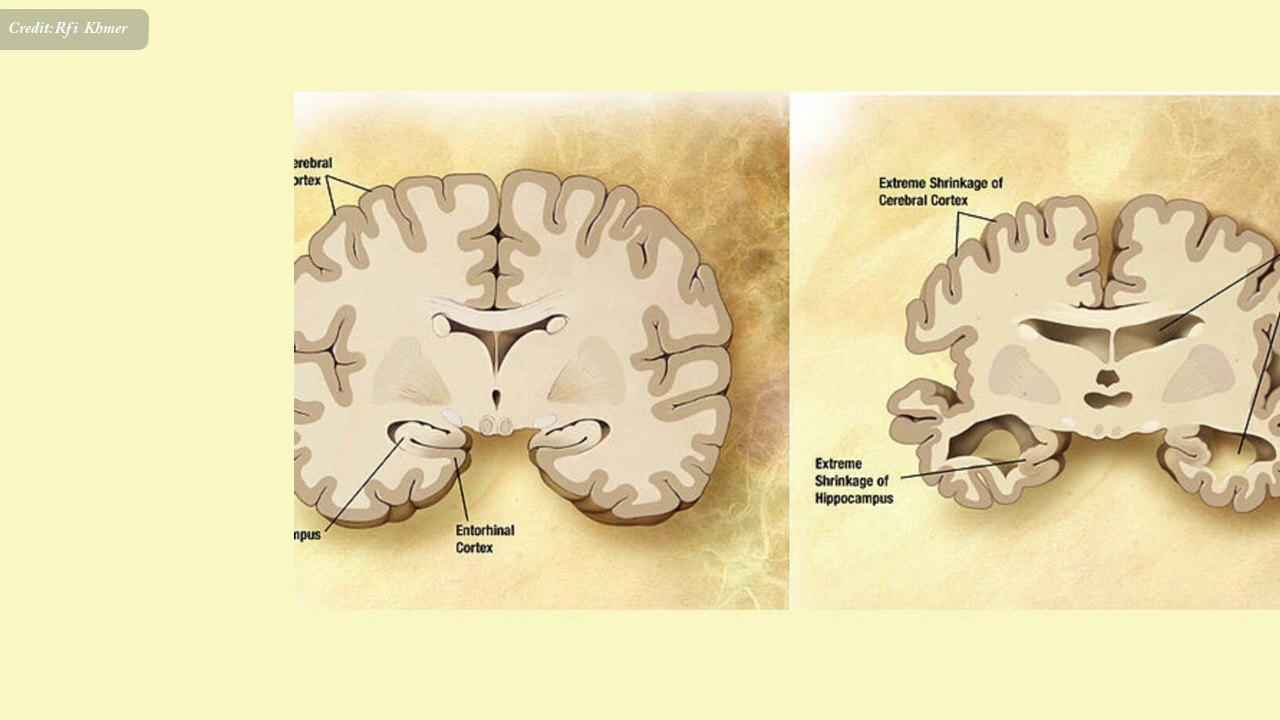 Credit:Rfi Khmer
erebral
ortex
Extreme Shrinkage of
Cerebral Cortex
Extreme
Shrinkage of
Hippocampus
mpus
Entorhinal
Cortex